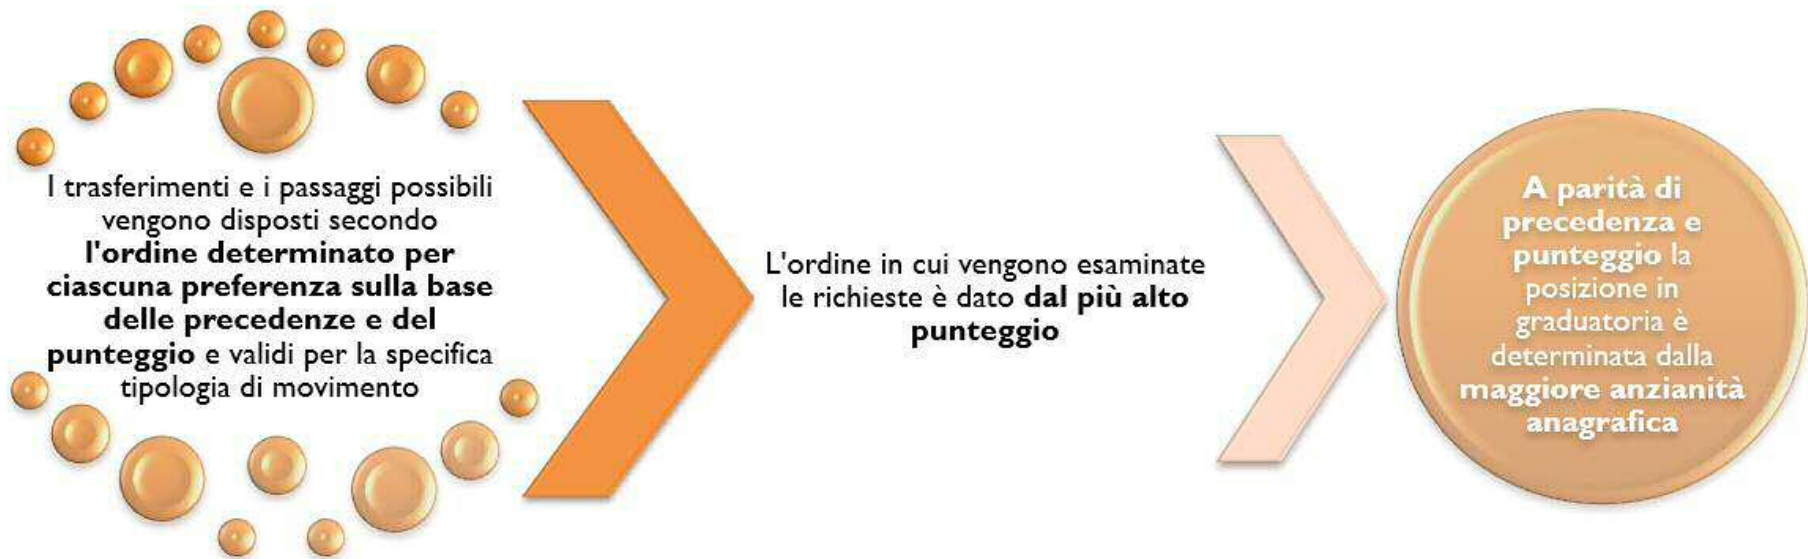 I trasferimenti e i passaggi possibili
vengono disposti secondo
l'ordine determinato per
ciascuna preferenza sulla base
delle precedenze e del
punteggio e validi per la specifica
tipologia di movimento
L'ordine in cui vengono esaminate
le richieste è dato dal più alto
punteggio
A parità di
precedenza e
punteggio la
posizione in
graduatoria è
determinata dalla
maggiore anzianità
anagrafica